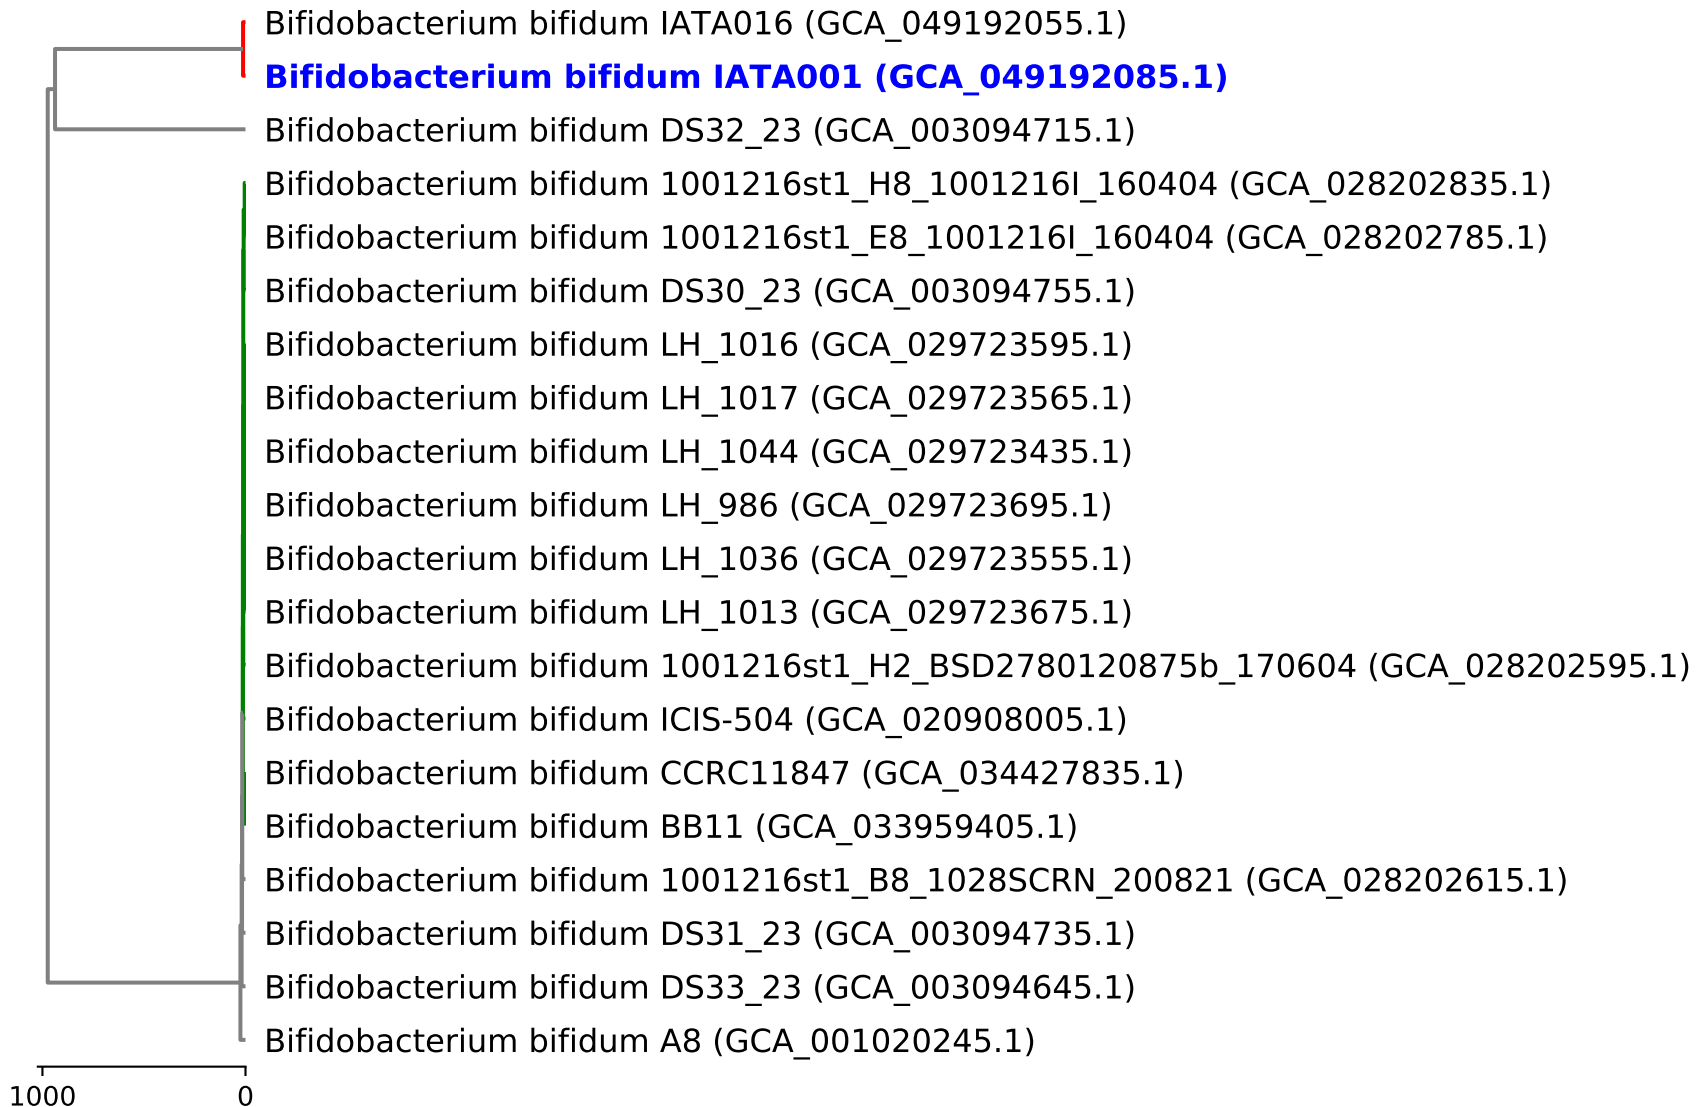 Bifidobacterium bifidum IATA016 (GCA_049192055.1)
Bifidobacterium bifidum IATA001 (GCA_049192085.1)
Bifidobacterium bifidum DS32_23 (GCA_003094715.1)
Bifidobacterium bifidum 1001216st1_H8_1001216I_160404 (GCA_028202835.1)
Bifidobacterium bifidum 1001216st1_E8_1001216I_160404 (GCA_028202785.1)
Bifidobacterium bifidum DS30_23 (GCA_003094755.1)
Bifidobacterium bifidum LH_1016 (GCA_029723595.1)
Bifidobacterium bifidum LH_1017 (GCA_029723565.1)
Bifidobacterium bifidum LH_1044 (GCA_029723435.1)
Bifidobacterium bifidum LH_986 (GCA_029723695.1)
Bifidobacterium bifidum LH_1036 (GCA_029723555.1)
Bifidobacterium bifidum LH_1013 (GCA_029723675.1)
Bifidobacterium bifidum 1001216st1_H2_BSD2780120875b_170604 (GCA_028202595.1)
Bifidobacterium bifidum ICIS-504 (GCA_020908005.1)
Bifidobacterium bifidum CCRC11847 (GCA_034427835.1)
Bifidobacterium bifidum BB11 (GCA_033959405.1)
Bifidobacterium bifidum 1001216st1_B8_1028SCRN_200821 (GCA_028202615.1)
Bifidobacterium bifidum DS31_23 (GCA_003094735.1)
Bifidobacterium bifidum DS33_23 (GCA_003094645.1)
Bifidobacterium bifidum A8 (GCA_001020245.1)
1000 0